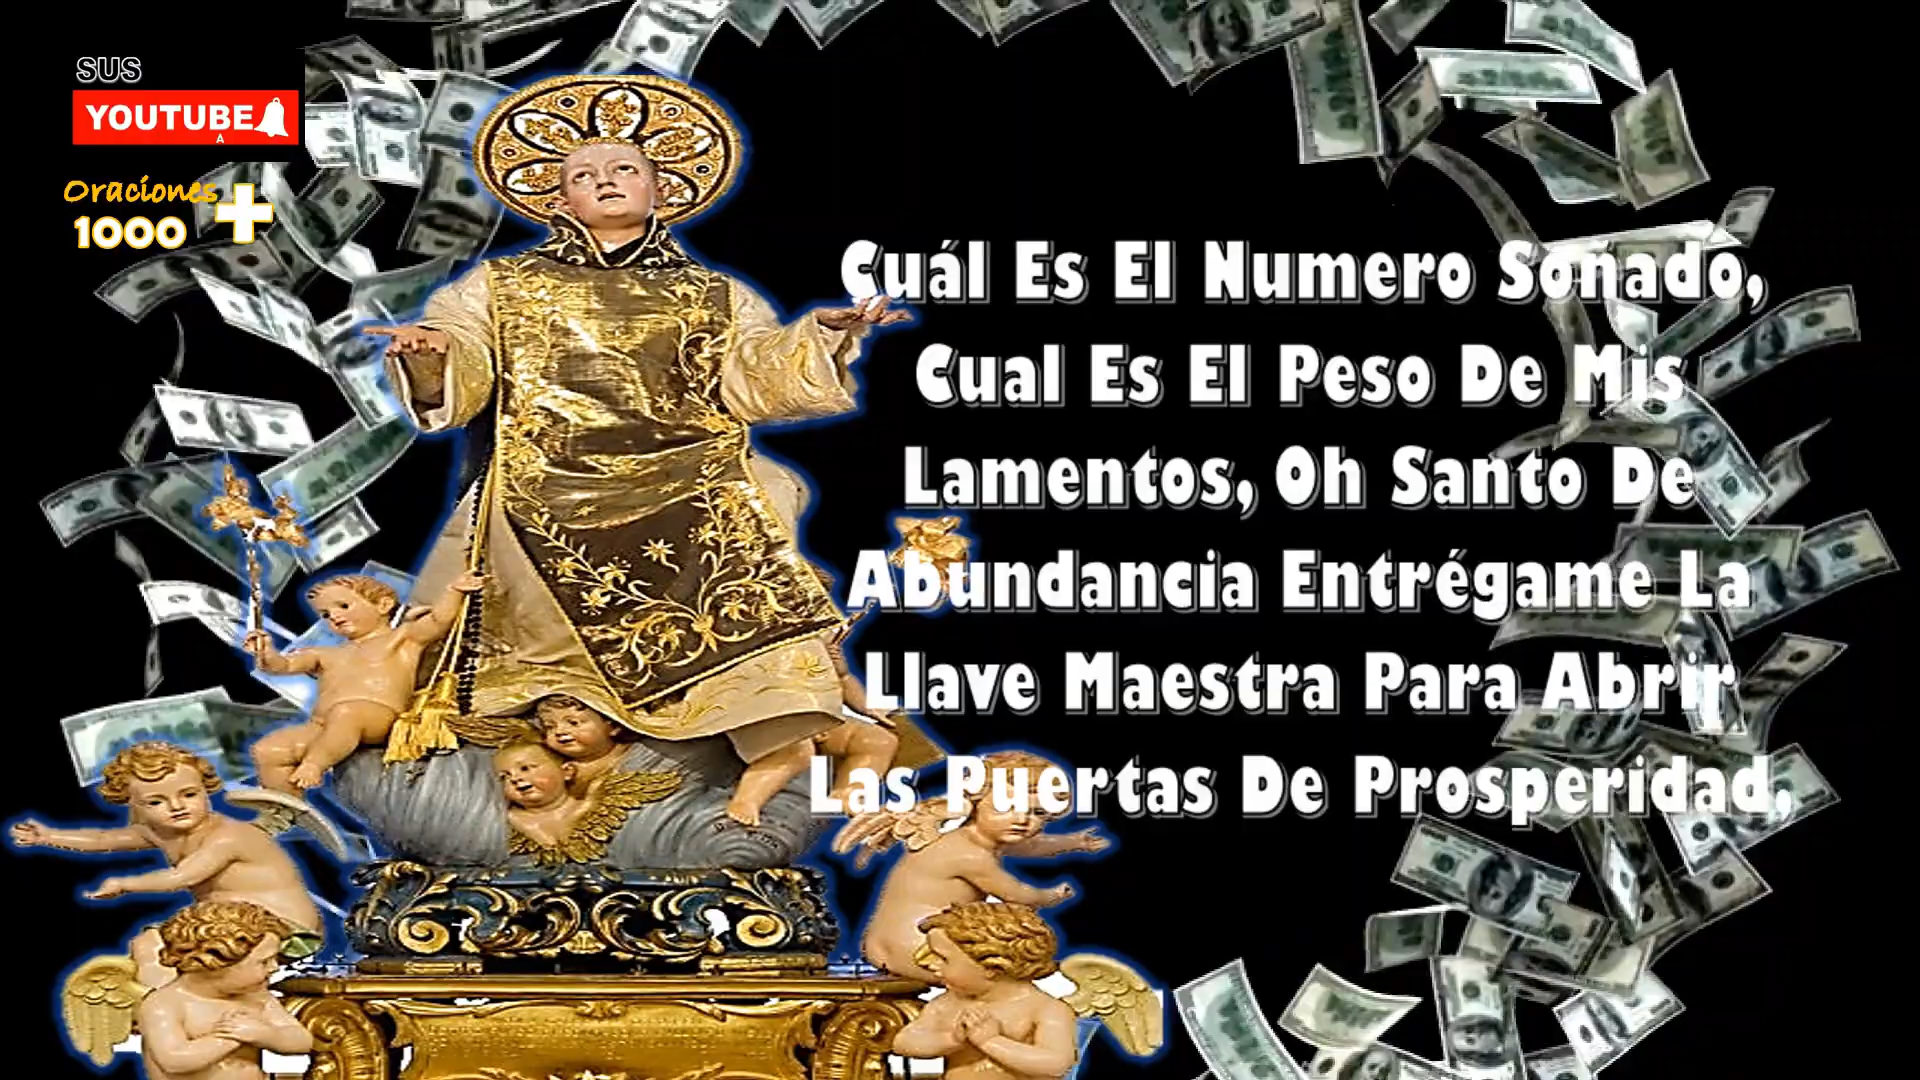 SUS
YOUTUBE
A
Oraciones
1000
Cuál Es El Numero Sonado,
Cual Es El Peso De Mis
Lamentos, Oh Santo De
Abundancia Entrégame La
Llave Maestra Para Abrir
Las Puertas De Prosperidad.